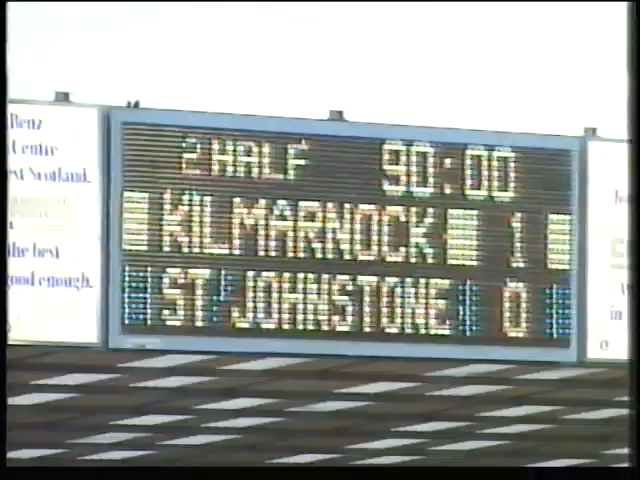 Benz
Centre
est Scotland.
the best
good enough.
2 HALF 90:00
KILMARNOCK 1
ST JOHNSTONE 0
in